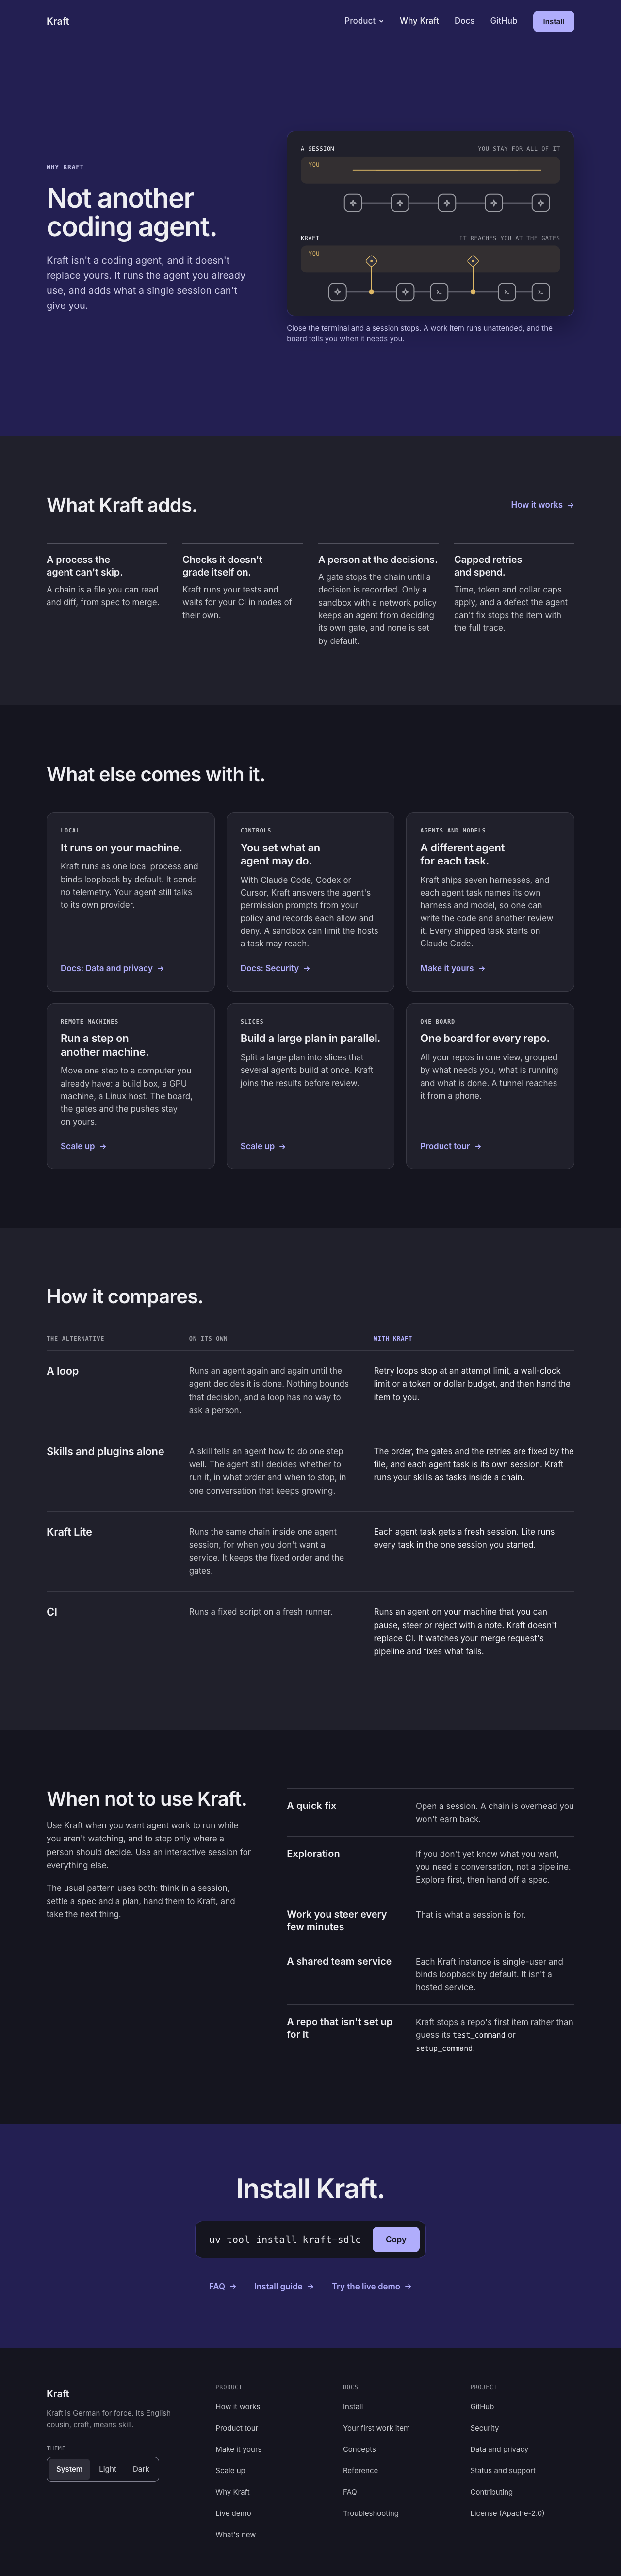 Kraft
Product
Why Kraft
Docs
GitHub
Install
WHY KRAFT
Not another
coding agent.
Kraft isn't a coding agent, and it doesn't
replace yours. It runs the agent you already
use, and adds what a single session can't
give you.
A SESSION
YOU STAY FOR ALL OF IT
YOU
KRAFT
IT REACHES YOU AT THE GATES
YOU
Close the terminal and a session stops. A work item runs unattended, and the
board tells you when it needs you.
What Kraft adds.
How it works →
A process the
agent can't skip.
A chain is a file you can read
and diff, from spec to merge.
Checks it doesn't
grade itself on.
Kraft runs your tests and
waits for your CI in nodes of
their own.
A person at the decisions.
A gate stops the chain until a
decision is recorded. Only a
sandbox with a network policy
keeps an agent from deciding
its own gate, and none is set
by default.
Capped retries
and spend.
Time, token and dollar caps
apply, and a defect the agent
can't fix stops the item with
the full trace.
What else comes with it.
LOCAL
It runs on your machine.
Kraft runs as one local process and
binds loopback by default. It sends
no telemetry. Your agent still talks
to its own provider.
Docs: Data and privacy →
CONTROLS
You set what an
agent may do.
With Claude Code, Codex or
Cursor, Kraft answers the agent's
permission prompts from your
policy and records each allow and
deny. A sandbox can limit the hosts
a task may reach.
Docs: Security →
AGENTS AND MODELS
A different agent
for each task.
Kraft ships seven harnesses, and
each agent task names its own
harness and model, so one can
write the code and another review
it. Every shipped task starts on
Claude Code.
Make it yours →
REMOTE MACHINES
Run a step on
another machine.
Move one step to a computer you
already have: a build box, a GPU
machine, a Linux host. The board,
the gates and the pushes stay
on yours.
Scale up →
SLICES
Build a large plan in parallel.
Split a large plan into slices that
several agents build at once. Kraft
joins the results before review.
Scale up →
ONE BOARD
One board for every repo.
All your repos in one view, grouped
by what needs you, what is running
and what is done. A tunnel reaches
it from a phone.
Product tour →
How it compares.
THE ALTERNATIVE
ON ITS OWN
WITH KRAFT
A loop
Runs an agent again and again until the
agent decides it is done. Nothing bounds
that decision, and a loop has no way to
ask a person.
Retry loops stop at an attempt limit, a wall-clock
limit or a token or dollar budget, and then hand the
item to you.
Skills and plugins alone
A skill tells an agent how to do one step
well. The agent still decides whether to
run it, in what order and when to stop, in
one conversation that keeps growing.
The order, the gates and the retries are fixed by the
file, and each agent task is its own session. Kraft
runs your skills as tasks inside a chain.
Kraft Lite
Runs the same chain inside one agent
session, for when you don't want a
service. It keeps the fixed order and the
gates.
Each agent task gets a fresh session. Lite runs
every task in the one session you started.
CI
Runs a fixed script on a fresh runner.
Runs an agent on your machine that you can
pause, steer or reject with a note. Kraft doesn't
replace CI. It watches your merge request's
pipeline and fixes what fails.
When not to use Kraft.
Use Kraft when you want agent work to run while
you aren't watching, and to stop only where a
person should decide. Use an interactive session for
everything else.
The usual pattern uses both: think in a session,
settle a spec and a plan, hand them to Kraft, and
take the next thing.
A quick fix
Open a session. A chain is overhead you
won't earn back.
Exploration
If you don't yet know what you want,
you need a conversation, not a pipeline.
Explore first, then hand off a spec.
Work you steer every
few minutes
That is what a session is for.
A shared team service
Each Kraft instance is single-user and
binds loopback by default. It isn't a
hosted service.
A repo that isn't set up
for it
Kraft stops a repo's first item rather than
guess its test_command or
setup_command.
Install Kraft.
uv tool install kraft-sdlc
Copy
FAQ →
Install guide →
Try the live demo →
Kraft
Kraft is German for force. Its English
cousin, craft, means skill.
THEME
System
Light
Dark
PRODUCT
How it works
Product tour
Make it yours
Scale up
Why Kraft
Live demo
What's new
DOCS
Install
Your first work item
Concepts
Reference
FAQ
Troubleshooting
PROJECT
GitHub
Security
Data and privacy
Status and support
Contributing
License (Apache-2.0)